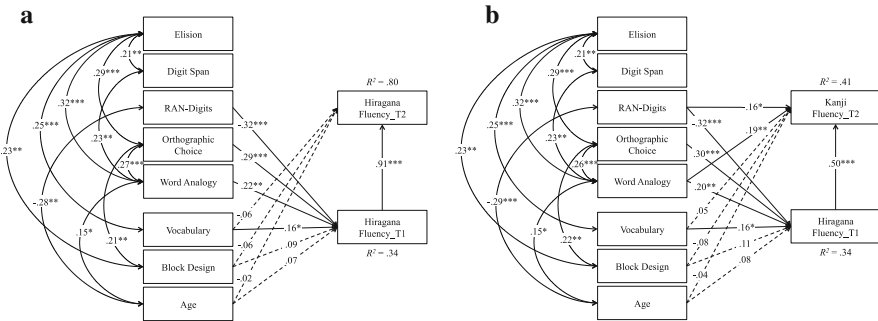 a
Elision
Digit Span
RAN-Digits
Orthographic
Choice
Word Analogy
Vocabulary
Block Design
Age
.21**
.29***
.32***
.25***
.23**
.23**
.27***
-.28**
.15*
.21**
R² = .80
Hiragana
Fluency_T2
-.32***
.29***
.22**
.91***
-.06
.16*
-.06
.09
-.02
.07
Hiragana
Fluency_T1
R² = .34
b
Elision
Digit Span
RAN-Digits
Orthographic
Choice
Word Analogy
Vocabulary
Block Design
Age
.21**
.29***
.32***
.25***
.23**
.23**
.26***
-.29***
.15*
.22**
R² = .41
Kanji
Fluency_T2
.16*
-.32***
.19**
.30***
.20**
.50***
.05
.16*
-.08
.11
-.04
.08
Hiragana
Fluency_T1
R² = .34